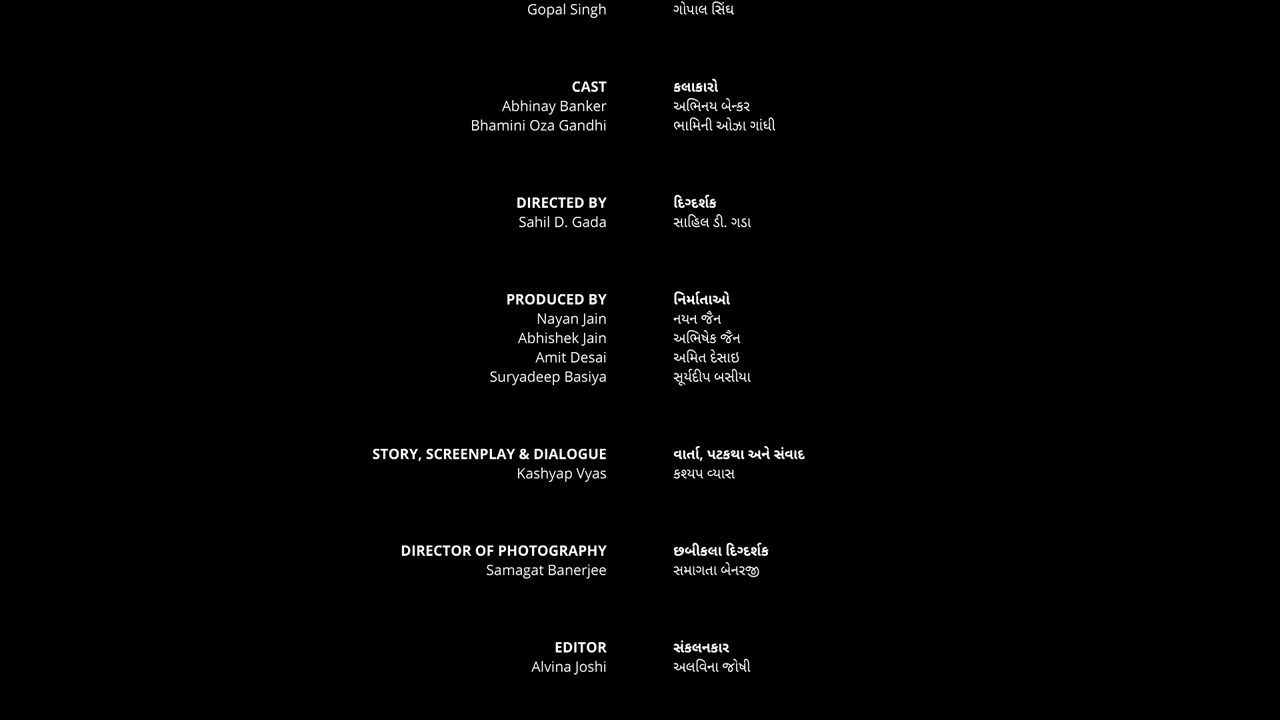 Gopal Singh ગોપાલ સિંઘ
CAST કલાકારો
Abhinay Banker અભિનય બેન્કર
Bhamini Oza Gandhi ભામિની ઓઝા ગાંધી
DIRECTED BY દિગ્દર્શક
Sahil D. Gada સાહિલ ડી. ગડા
PRODUCED BY નિર્માતાઓ
Nayan Jain નયન જૈન
Abhishek Jain અભિષેક જૈન
Amit Desai અમિત દેસાઇ
Suryadeep Basiya સૂર્યદીપ બસીયા
STORY, SCREENPLAY & DIALOGUE વાર્તા, પટકથા અને સંવાદ
Kashyap Vyas કશ્યપ વ્યાસ
DIRECTOR OF PHOTOGRAPHY છબીકલા દિગ્દર્શક
Samagat Banerjee સમાગતા બેનરજી
EDITOR સંકલનકાર
Alvina Joshi અલવિના જોષી